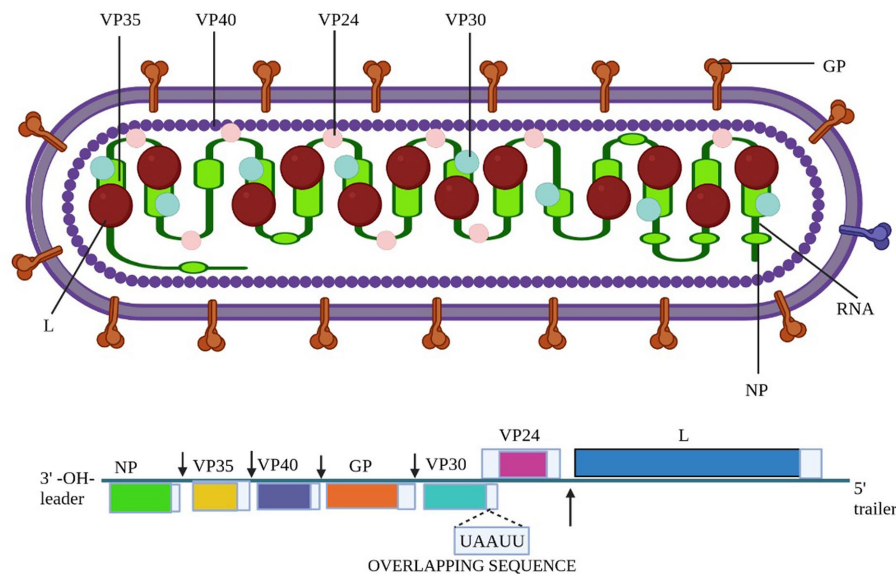 VP35 VP40 VP24 VP30
GP
L
RNA
NP
VP24 L
NP VP35 VP40 GP VP30
3' -OH-
leader
5'
trailer
UAAUU
OVERLAPPING SEQUENCE